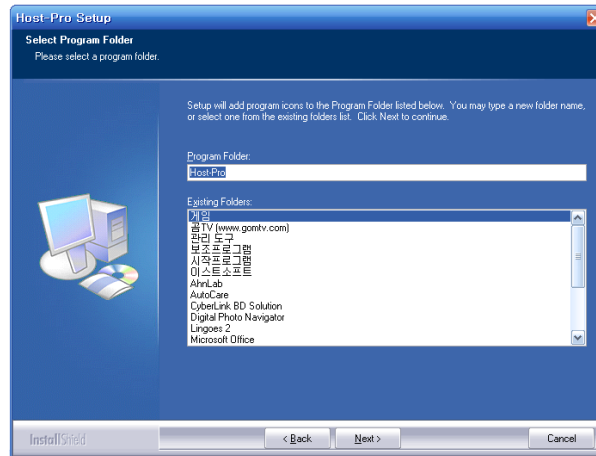 Host-Pro Setup
Select Program Folder
Please select a program folder.
Setup will add program icons to the Program Folder listed below. You may type a new folder name,
or select one from the existing folders list. Click Next to continue.
Program Folder:
Host-Pro
Existing Folders:
게임
곰TV (www.gomtv.com)
관리 도구
보조프로그램
시작프로그램
이스트소프트
AhnLab
AutoCare
CyberLink BD Solution
Digital Photo Navigator
Lingoes 2
Microsoft Office
InstallShield
< Back
Next >
Cancel